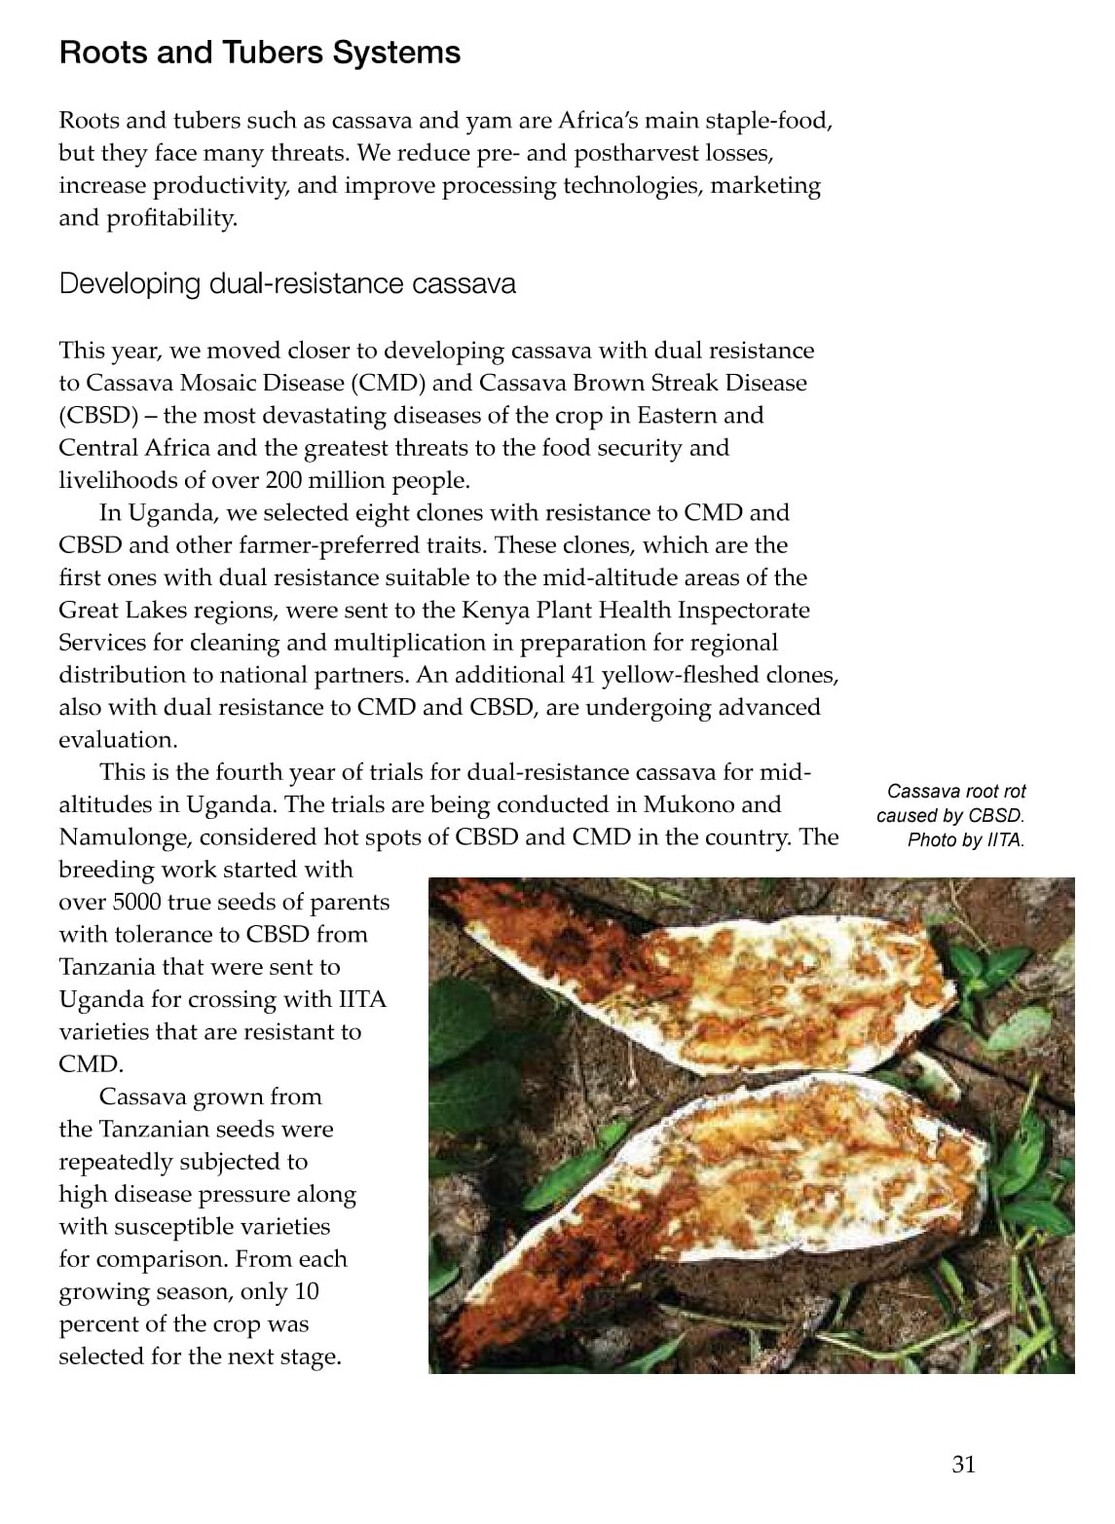 Roots and Tubers Systems
Roots and tubers such as cassava and yam are Africa’s main staple-food,
but they face many threats. We reduce pre- and postharvest losses,
increase productivity, and improve processing technologies, marketing
and profitability.
Developing dual-resistance cassava
This year, we moved closer to developing cassava with dual resistance
to Cassava Mosaic Disease (CMD) and Cassava Brown Streak Disease
(CBSD) – the most devastating diseases of the crop in Eastern and
Central Africa and the greatest threats to the food security and
livelihoods of over 200 million people.
In Uganda, we selected eight clones with resistance to CMD and
CBSD and other farmer-preferred traits. These clones, which are the
first ones with dual resistance suitable to the mid-altitude areas of the
Great Lakes regions, were sent to the Kenya Plant Health Inspectorate
Services for cleaning and multiplication in preparation for regional
distribution to national partners. An additional 41 yellow-fleshed clones,
also with dual resistance to CMD and CBSD, are undergoing advanced
evaluation.
This is the fourth year of trials for dual-resistance cassava for mid-
altitudes in Uganda. The trials are being conducted in Mukono and
Namulonge, considered hot spots of CBSD and CMD in the country. The
breeding work started with
over 5000 true seeds of parents
with tolerance to CBSD from
Tanzania that were sent to
Uganda for crossing with IITA
varieties that are resistant to
CMD.
Cassava grown from
the Tanzanian seeds were
repeatedly subjected to
high disease pressure along
with susceptible varieties
for comparison. From each
growing season, only 10
percent of the crop was
selected for the next stage.
Cassava root rot
caused by CBSD.
Photo by IITA.
31